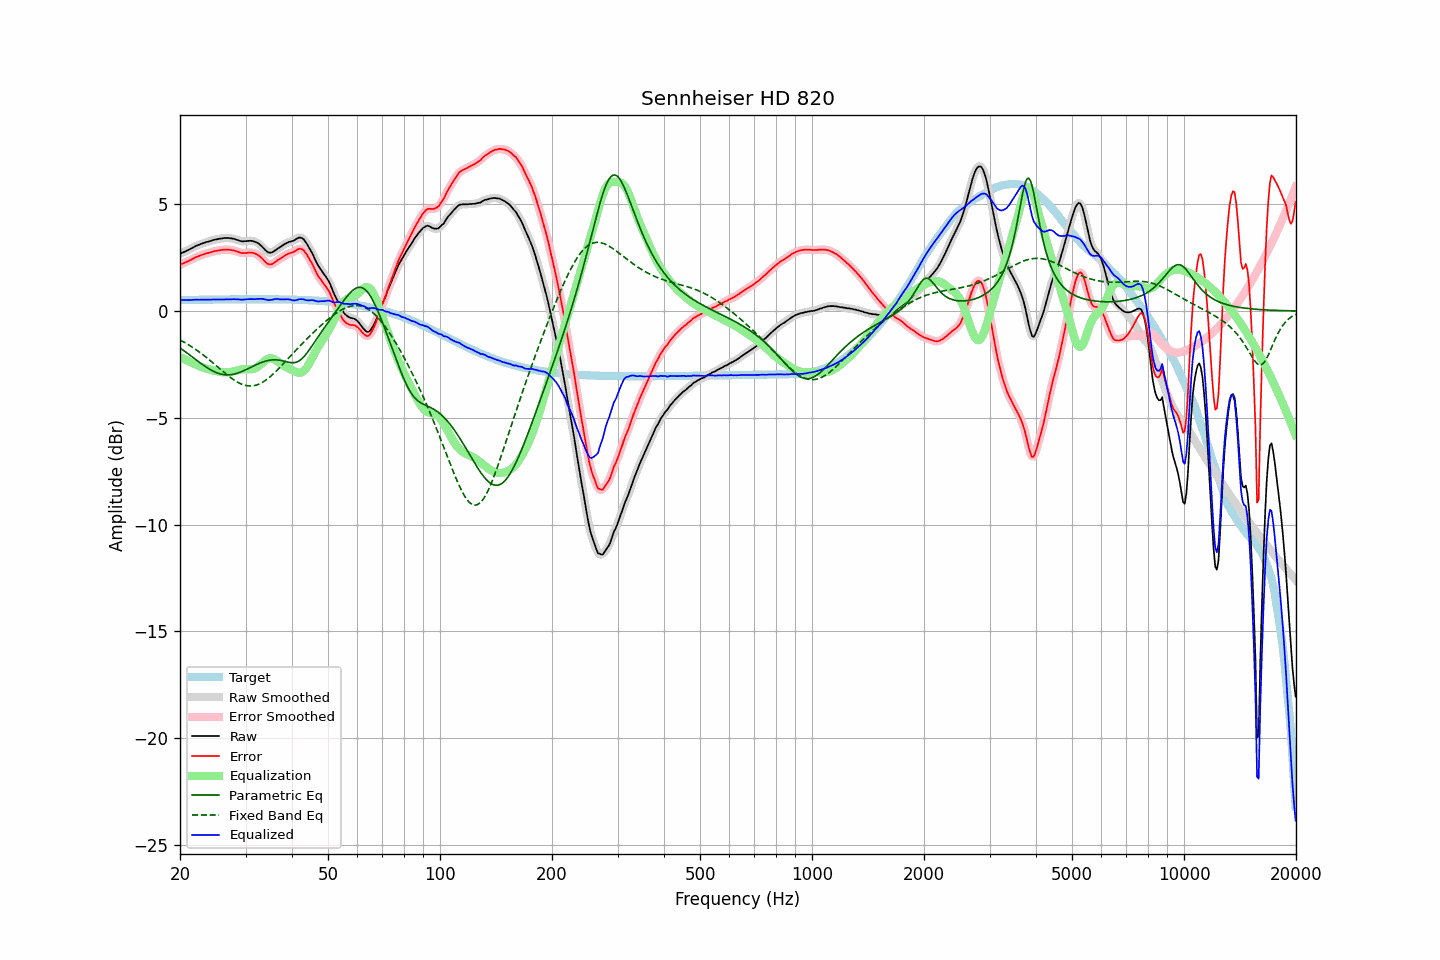 Sennheiser HD 820
Amplitude (dBr)
5
0
−5
−10
−15
−20
−25
Target
Raw Smoothed
Error Smoothed
Raw
Error
Equalization
Parametric Eq
Fixed Band Eq
Equalized
20 50 100 200 500 1000 2000 5000 10000 20000
Frequency (Hz)